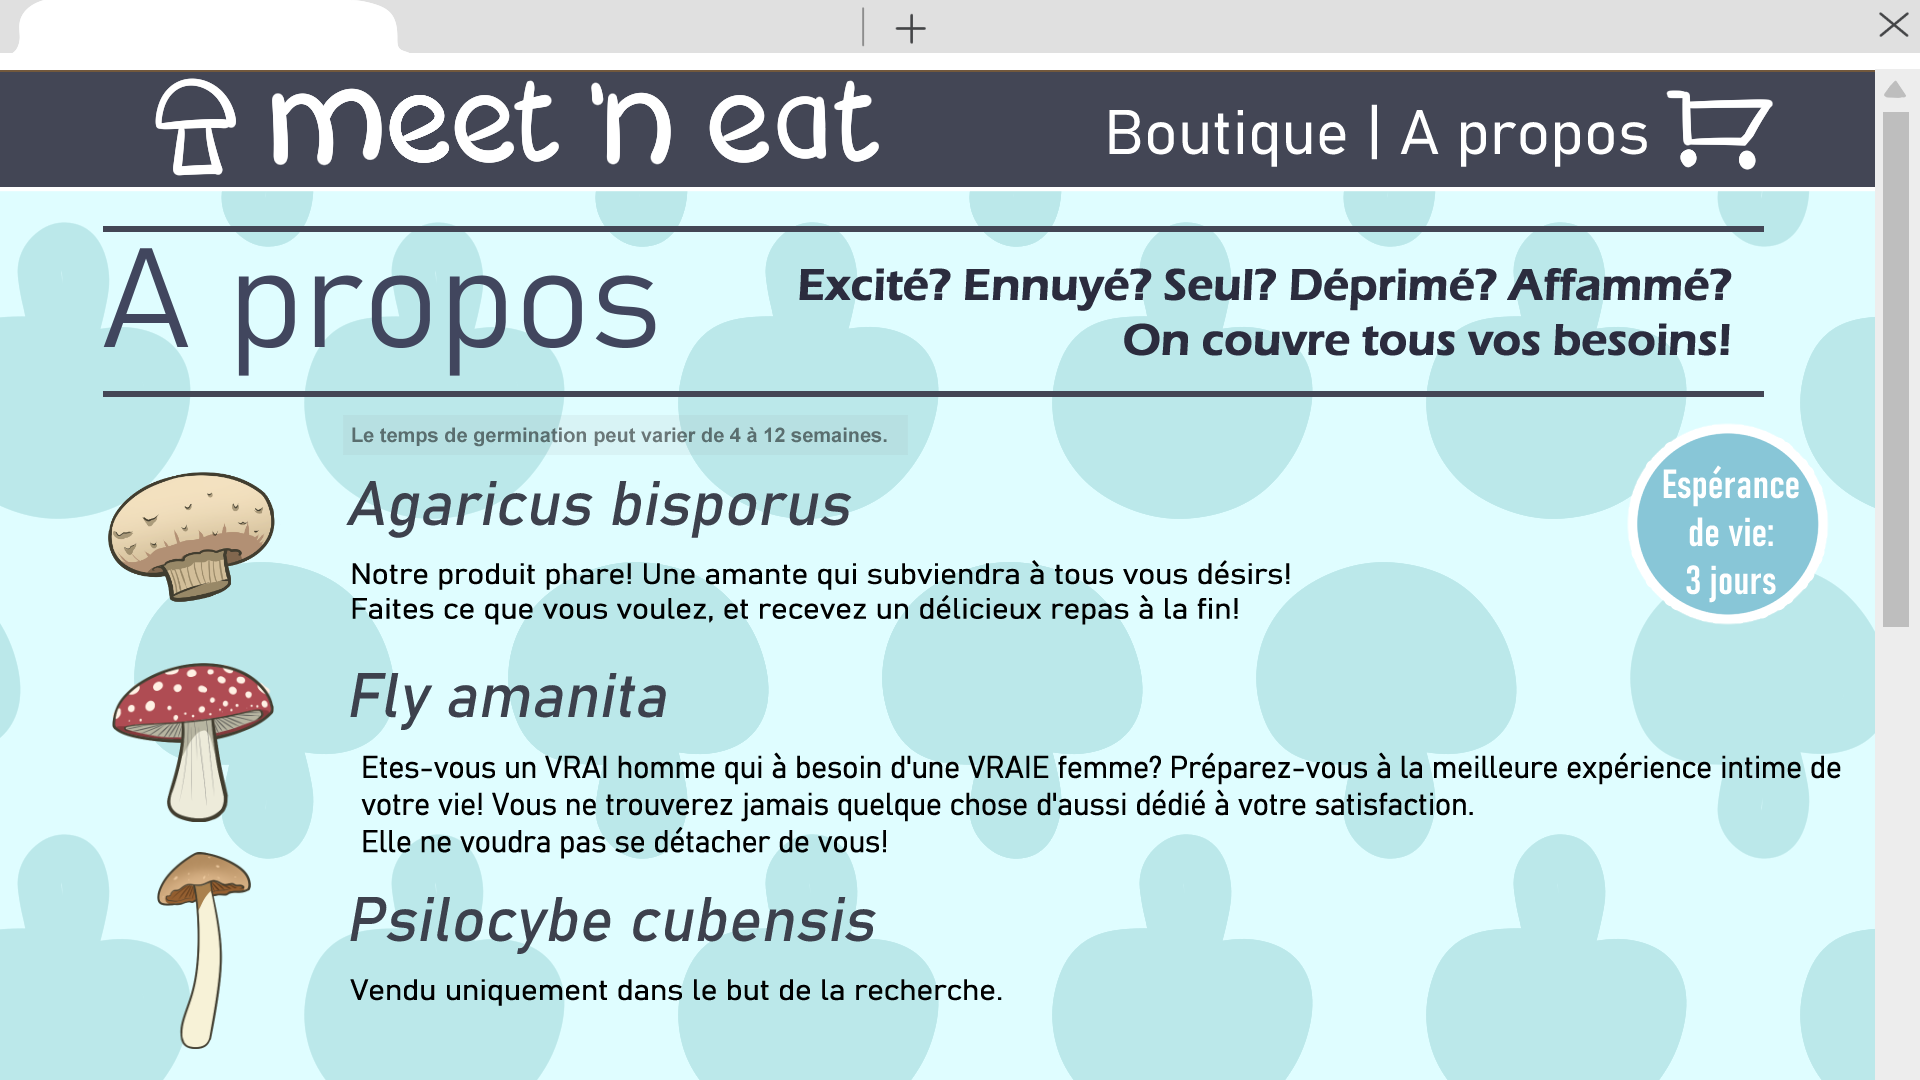 meet 'n eat
Boutique | A propos
A propos
Excité? Ennuyé? Seul? Déprimé? Affammé?
On couvre tous vos besoins!
Le temps de germination peut varier de 4 à 12 semaines.
Espérance
de vie:
3 jours
Agaricus bisporus
Notre produit phare! Une amante qui subviendra à tous vous désirs!
Faites ce que vous voulez, et recevez un délicieux repas à la fin!
Fly amanita
Etes-vous un VRAI homme qui à besoin d'une VRAIE femme? Préparez-vous à la meilleure expérience intime de
votre vie! Vous ne trouverez jamais quelque chose d'aussi dédié à votre satisfaction.
Elle ne voudra pas se détacher de vous!
Psilocybe cubensis
Vendu uniquement dans le but de la recherche.